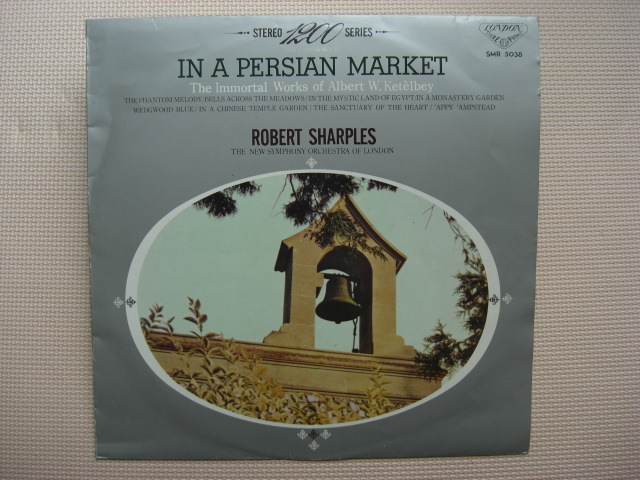 STEREO 1200 SERIES
LONDON
SMR 5038
IN A PERSIAN MARKET
The Immortal Works of Albert W. Ketèlbey
THE PHANTOM MELODY/BELLS ACROSS THE MEADOWS/IN THE MYSTIC LAND OF EGYPT/IN A MONASTERY GARDEN
WEDGWOOD BLUE/IN A CHINESE TEMPLE GARDEN/THE SANCTUARY OF THE HEART/'APPY 'AMPSTEAD
ROBERT SHARPLES
THE NEW SYMPHONY ORCHESTRA OF LONDON